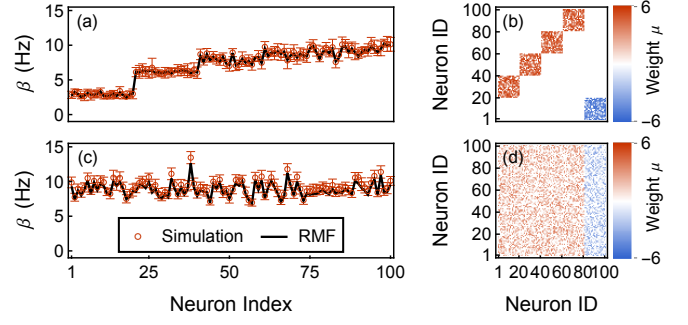 (a)
15
10
5
0
β (Hz)
(b)
100
80
60
40
20
1
Neuron ID
6
−6
Weight μ
(c)
15
10
5
0
β (Hz)
Simulation RMF
1 25 50 75 100
Neuron Index
(d)
100
80
60
40
20
1
Neuron ID
1 20 40 60 80 100
Neuron ID
6
−6
Weight μ